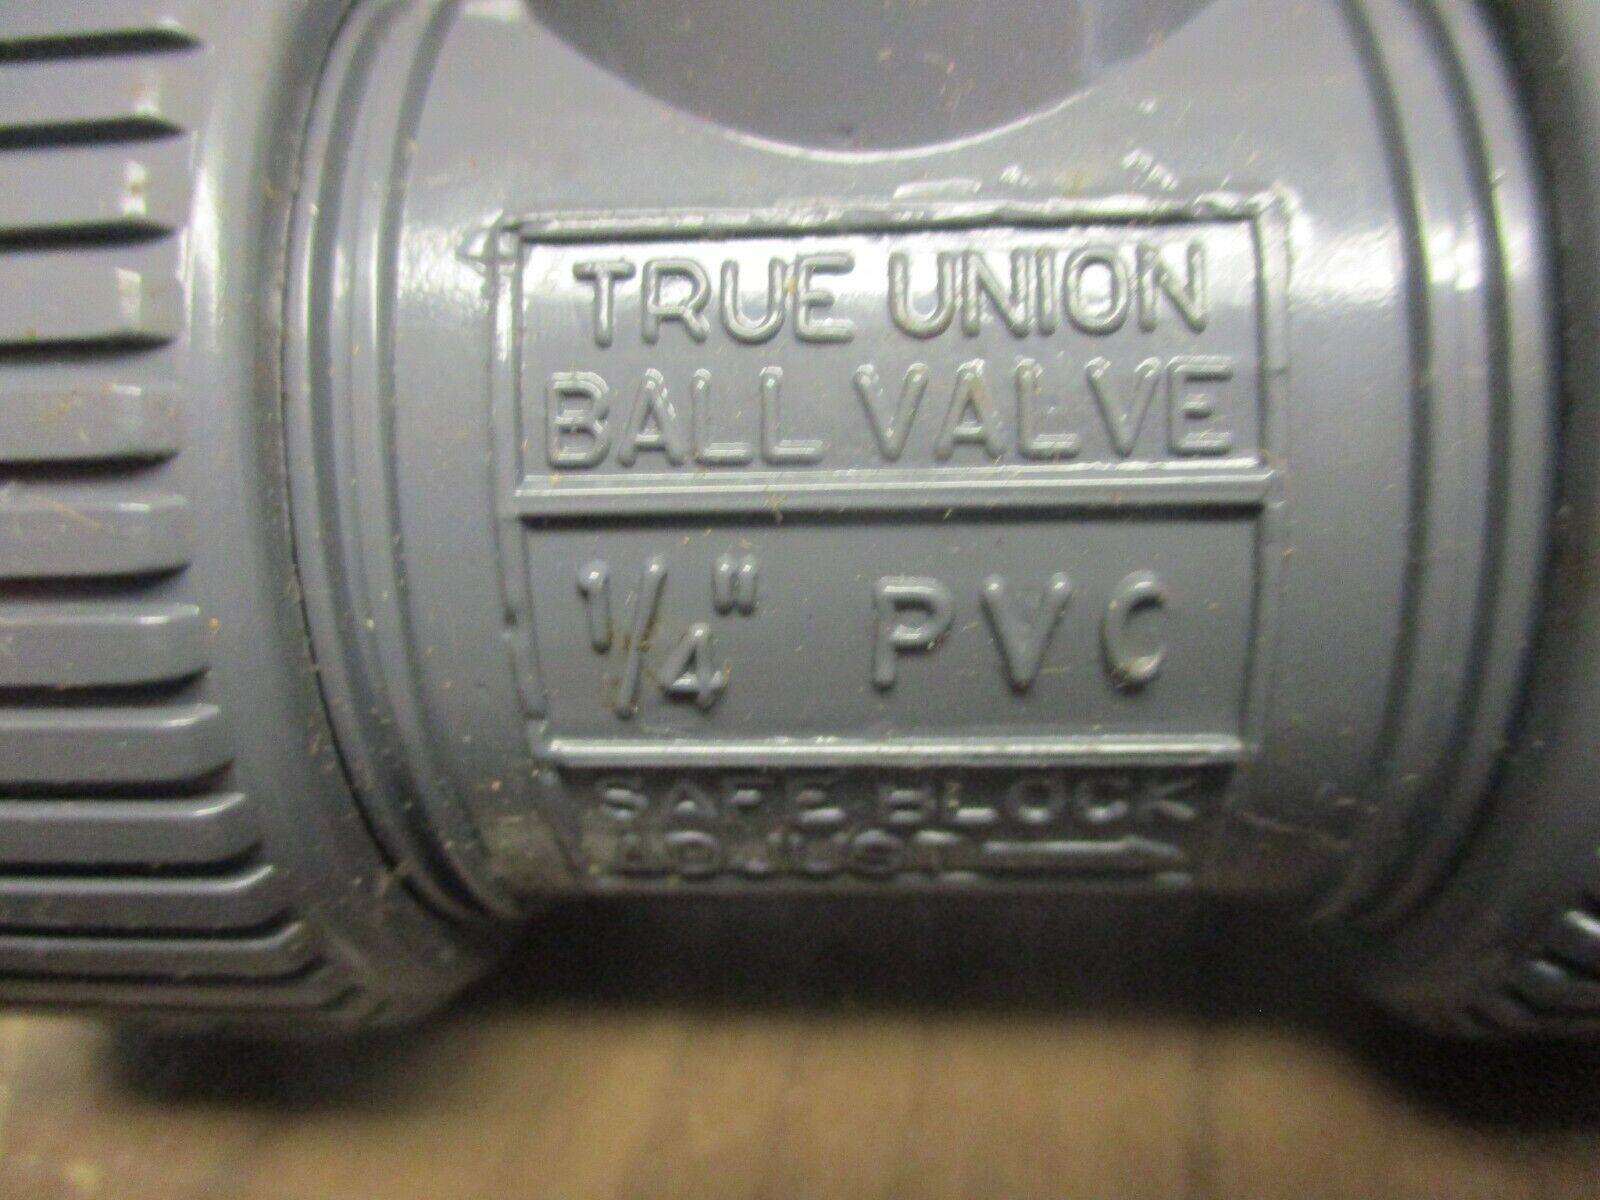 TRUE UNION
BALL VALVE
1/4" PVC
SAFE BLOCK
ADJUST